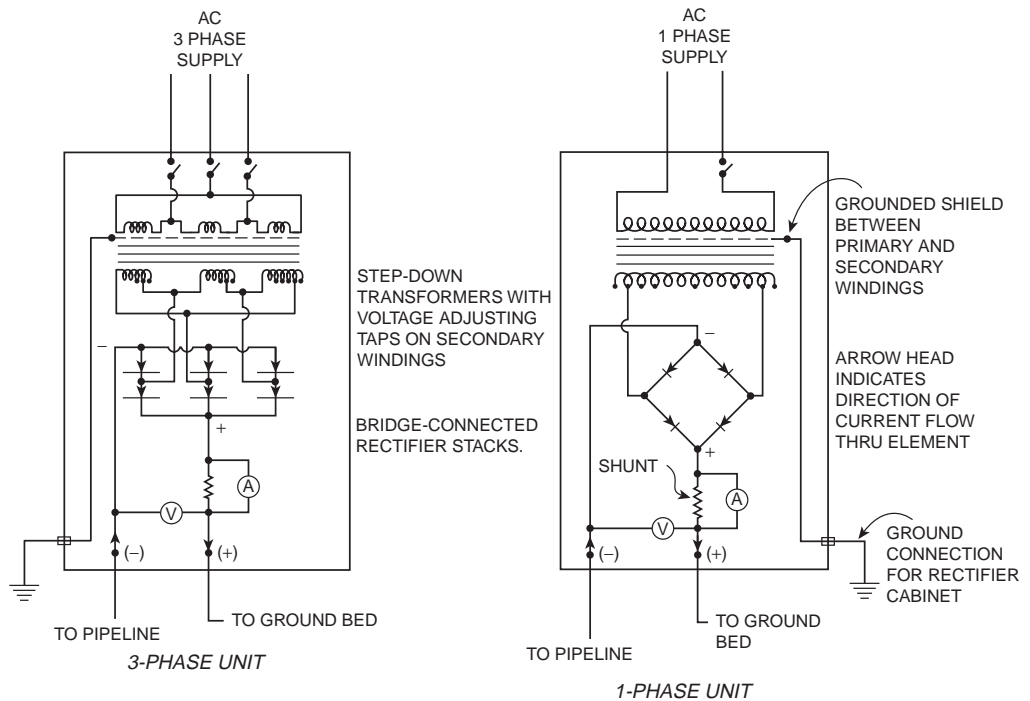 AC
3 PHASE
SUPPLY
STEP-DOWN
TRANSFORMERS WITH
VOLTAGE ADJUSTING
TAPS ON SECONDARY
WINDINGS
BRIDGE-CONNECTED
RECTIFIER STACKS.
−
+
A
V
(−)
(+)
TO PIPELINE
TO GROUND BED
3-PHASE UNIT
AC
1 PHASE
SUPPLY
GROUNDED SHIELD
BETWEEN
PRIMARY AND
SECONDARY
WINDINGS
ARROW HEAD
INDICATES
DIRECTION OF
CURRENT FLOW
THRU ELEMENT
−
+
SHUNT
A
V
(−)
(+)
GROUND
CONNECTION
FOR RECTIFIER
CABINET
TO PIPELINE
TO GROUND
BED
1-PHASE UNIT